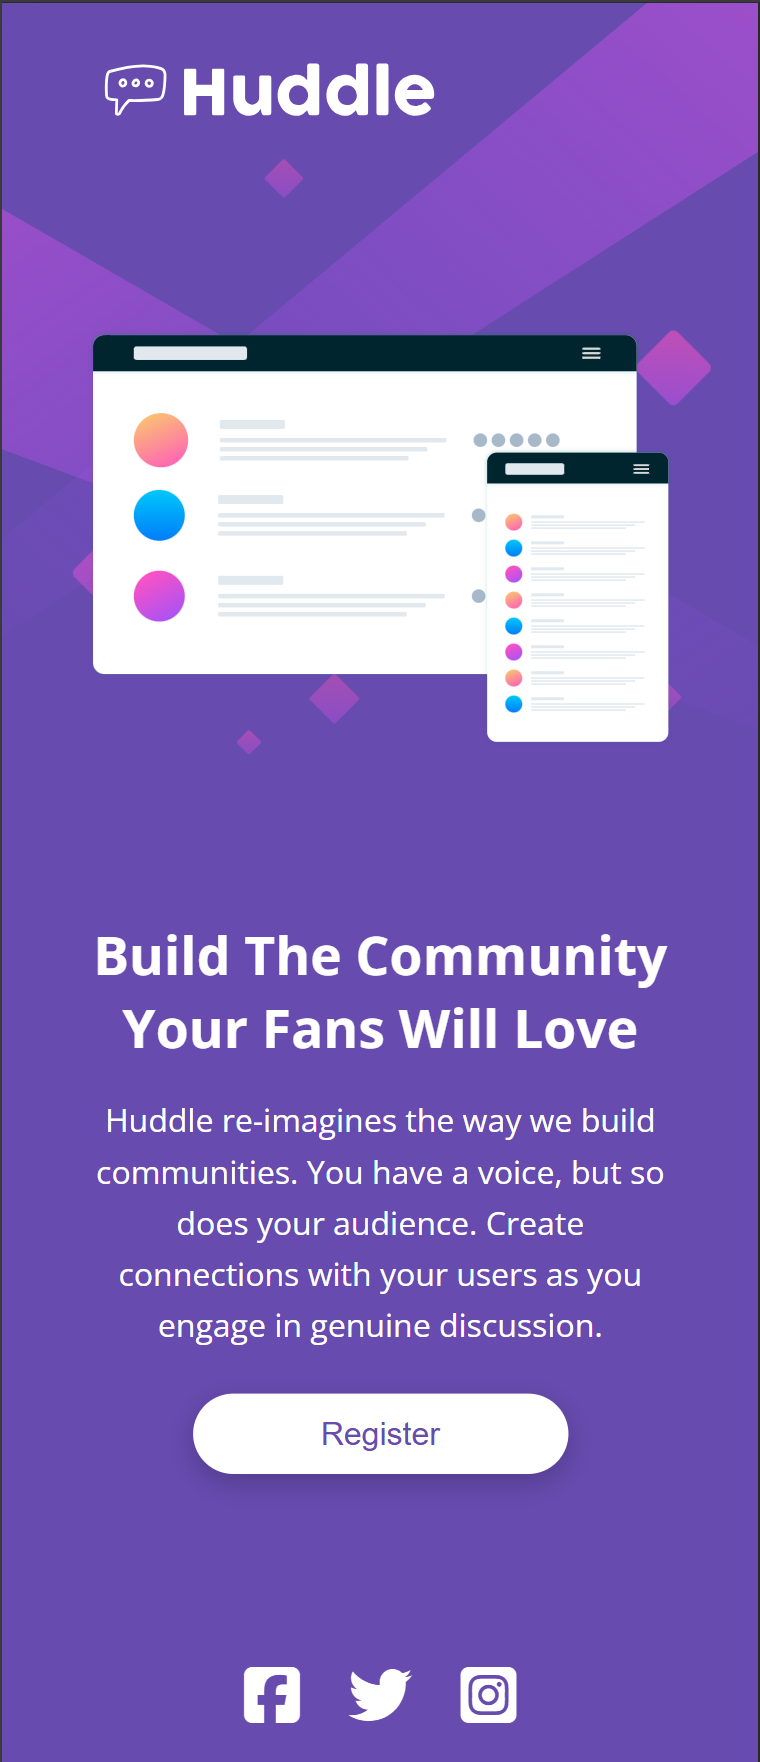 Huddle
Build The Community
Your Fans Will Love
Huddle re-imagines the way we build
communities. You have a voice, but so
does your audience. Create
connections with your users as you
engage in genuine discussion.
Register